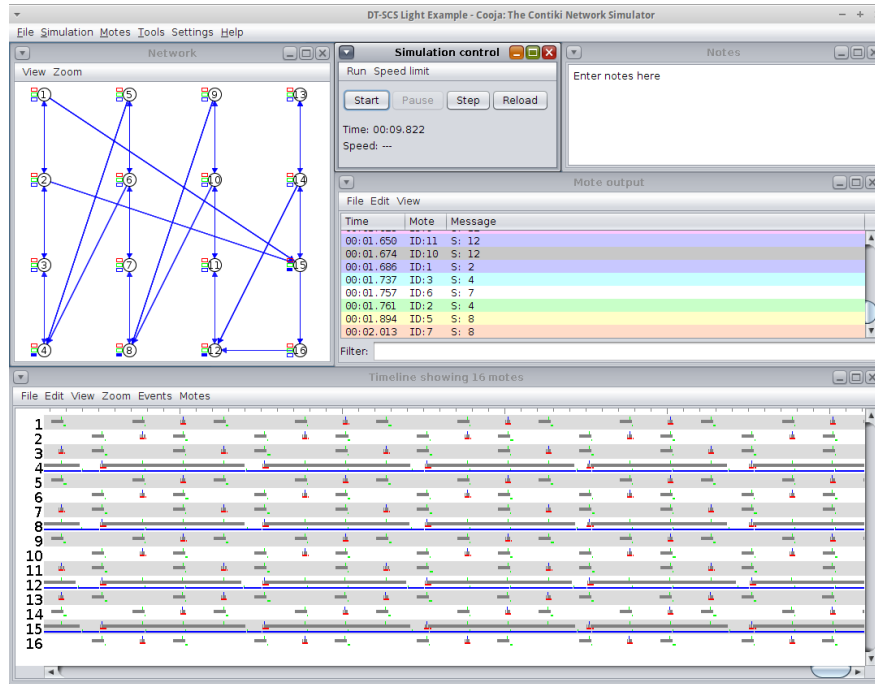 DT-SCS Light Example - Cooja: The Contiki Network Simulator
File Simulation Motes Tools Settings Help
Network
View Zoom
1 5 9 13
2 6 10 14
3 7 11 15
4 8 12 16
Simulation control
Run Speed limit
Start Pause Step Reload
Time: 00:09.822
Speed: ---
Notes
Enter notes here
Mote output
File Edit View
Time Mote Message
00:01.650 ID:11 S: 12
00:01.674 ID:10 S: 12
00:01.686 ID:1 S: 2
00:01.737 ID:3 S: 4
00:01.757 ID:6 S: 7
00:01.761 ID:2 S: 4
00:01.894 ID:5 S: 8
00:02.013 ID:7 S: 8
Filter:
Timeline showing 16 motes
File Edit View Zoom Events Motes
1
2
3
4
5
6
7
8
9
10
11
12
13
14
15
16